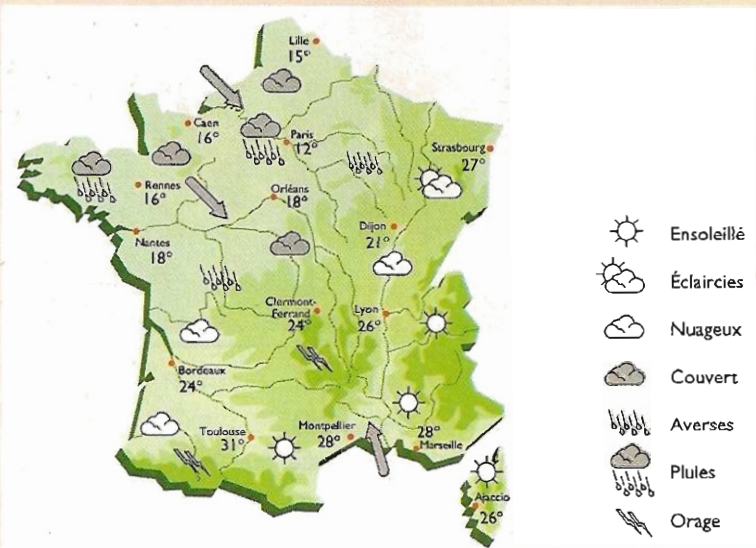 Lille
15°
Caen
16°
Paris
12°
Strasbourg
27°
Rennes
16°
Orléans
18°
Nantes
18°
Dijon
21°
Clermont-
Ferrand
24°
Lyon
26°
Bordeaux
24°
Toulouse
31°
Montpellier
28°
28°
Marseille
Ajaccio
26°
Ensoleillé
Éclaircies
Nuageux
Couvert
Averses
Pluies
Orage